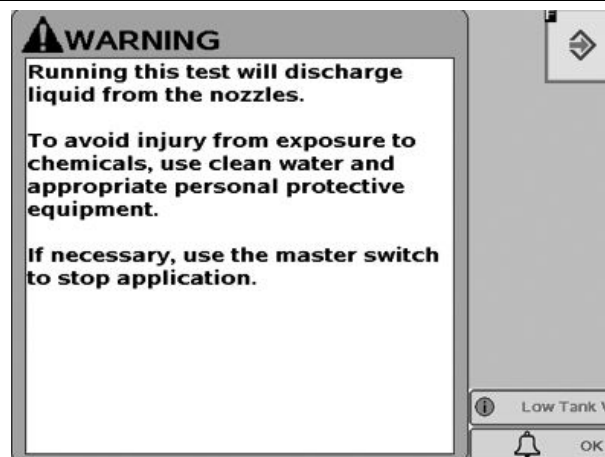 WARNING
Running this test will discharge
liquid from the nozzles.
To avoid injury from exposure to
chemicals, use clean water and
appropriate personal protective
equipment.
If necessary, use the master switch
to stop application.
F
Low Tank
OK